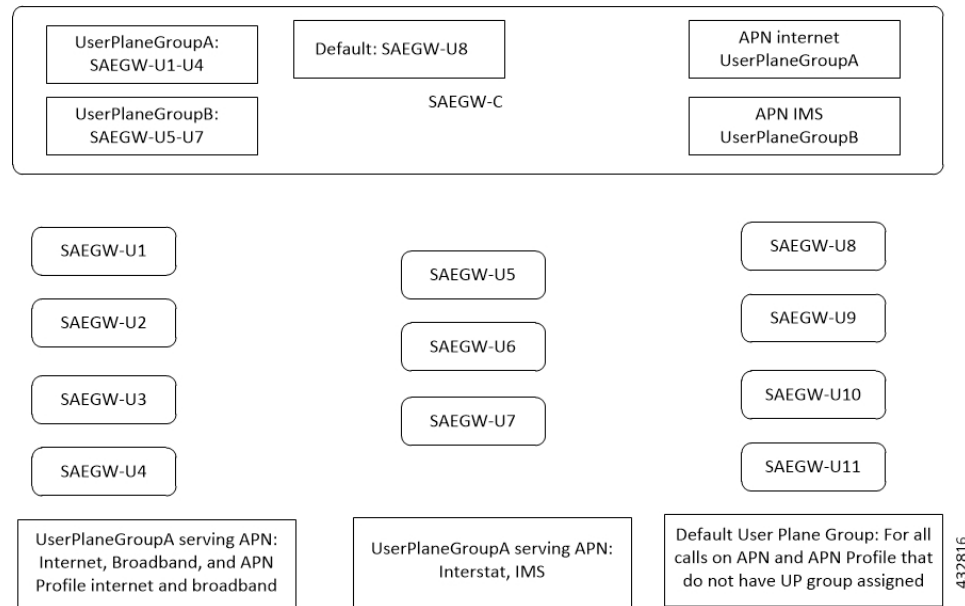 UserPlaneGroupA:
SAEGW-U1-U4
Default: SAEGW-U8
APN internet
UserPlaneGroupA
UserPlaneGroupB:
SAEGW-U5-U7
SAEGW-C
APN IMS
UserPlaneGroupB
SAEGW-U1
SAEGW-U2
SAEGW-U3
SAEGW-U4
SAEGW-U5
SAEGW-U6
SAEGW-U7
SAEGW-U8
SAEGW-U9
SAEGW-U10
SAEGW-U11
UserPlaneGroupA serving APN:
Internet, Broadband, and APN
Profile internet and broadband
UserPlaneGroupA serving APN:
Interstat, IMS
Default User Plane Group: For all
calls on APN and APN Profile that
do not have UP group assigned
432816